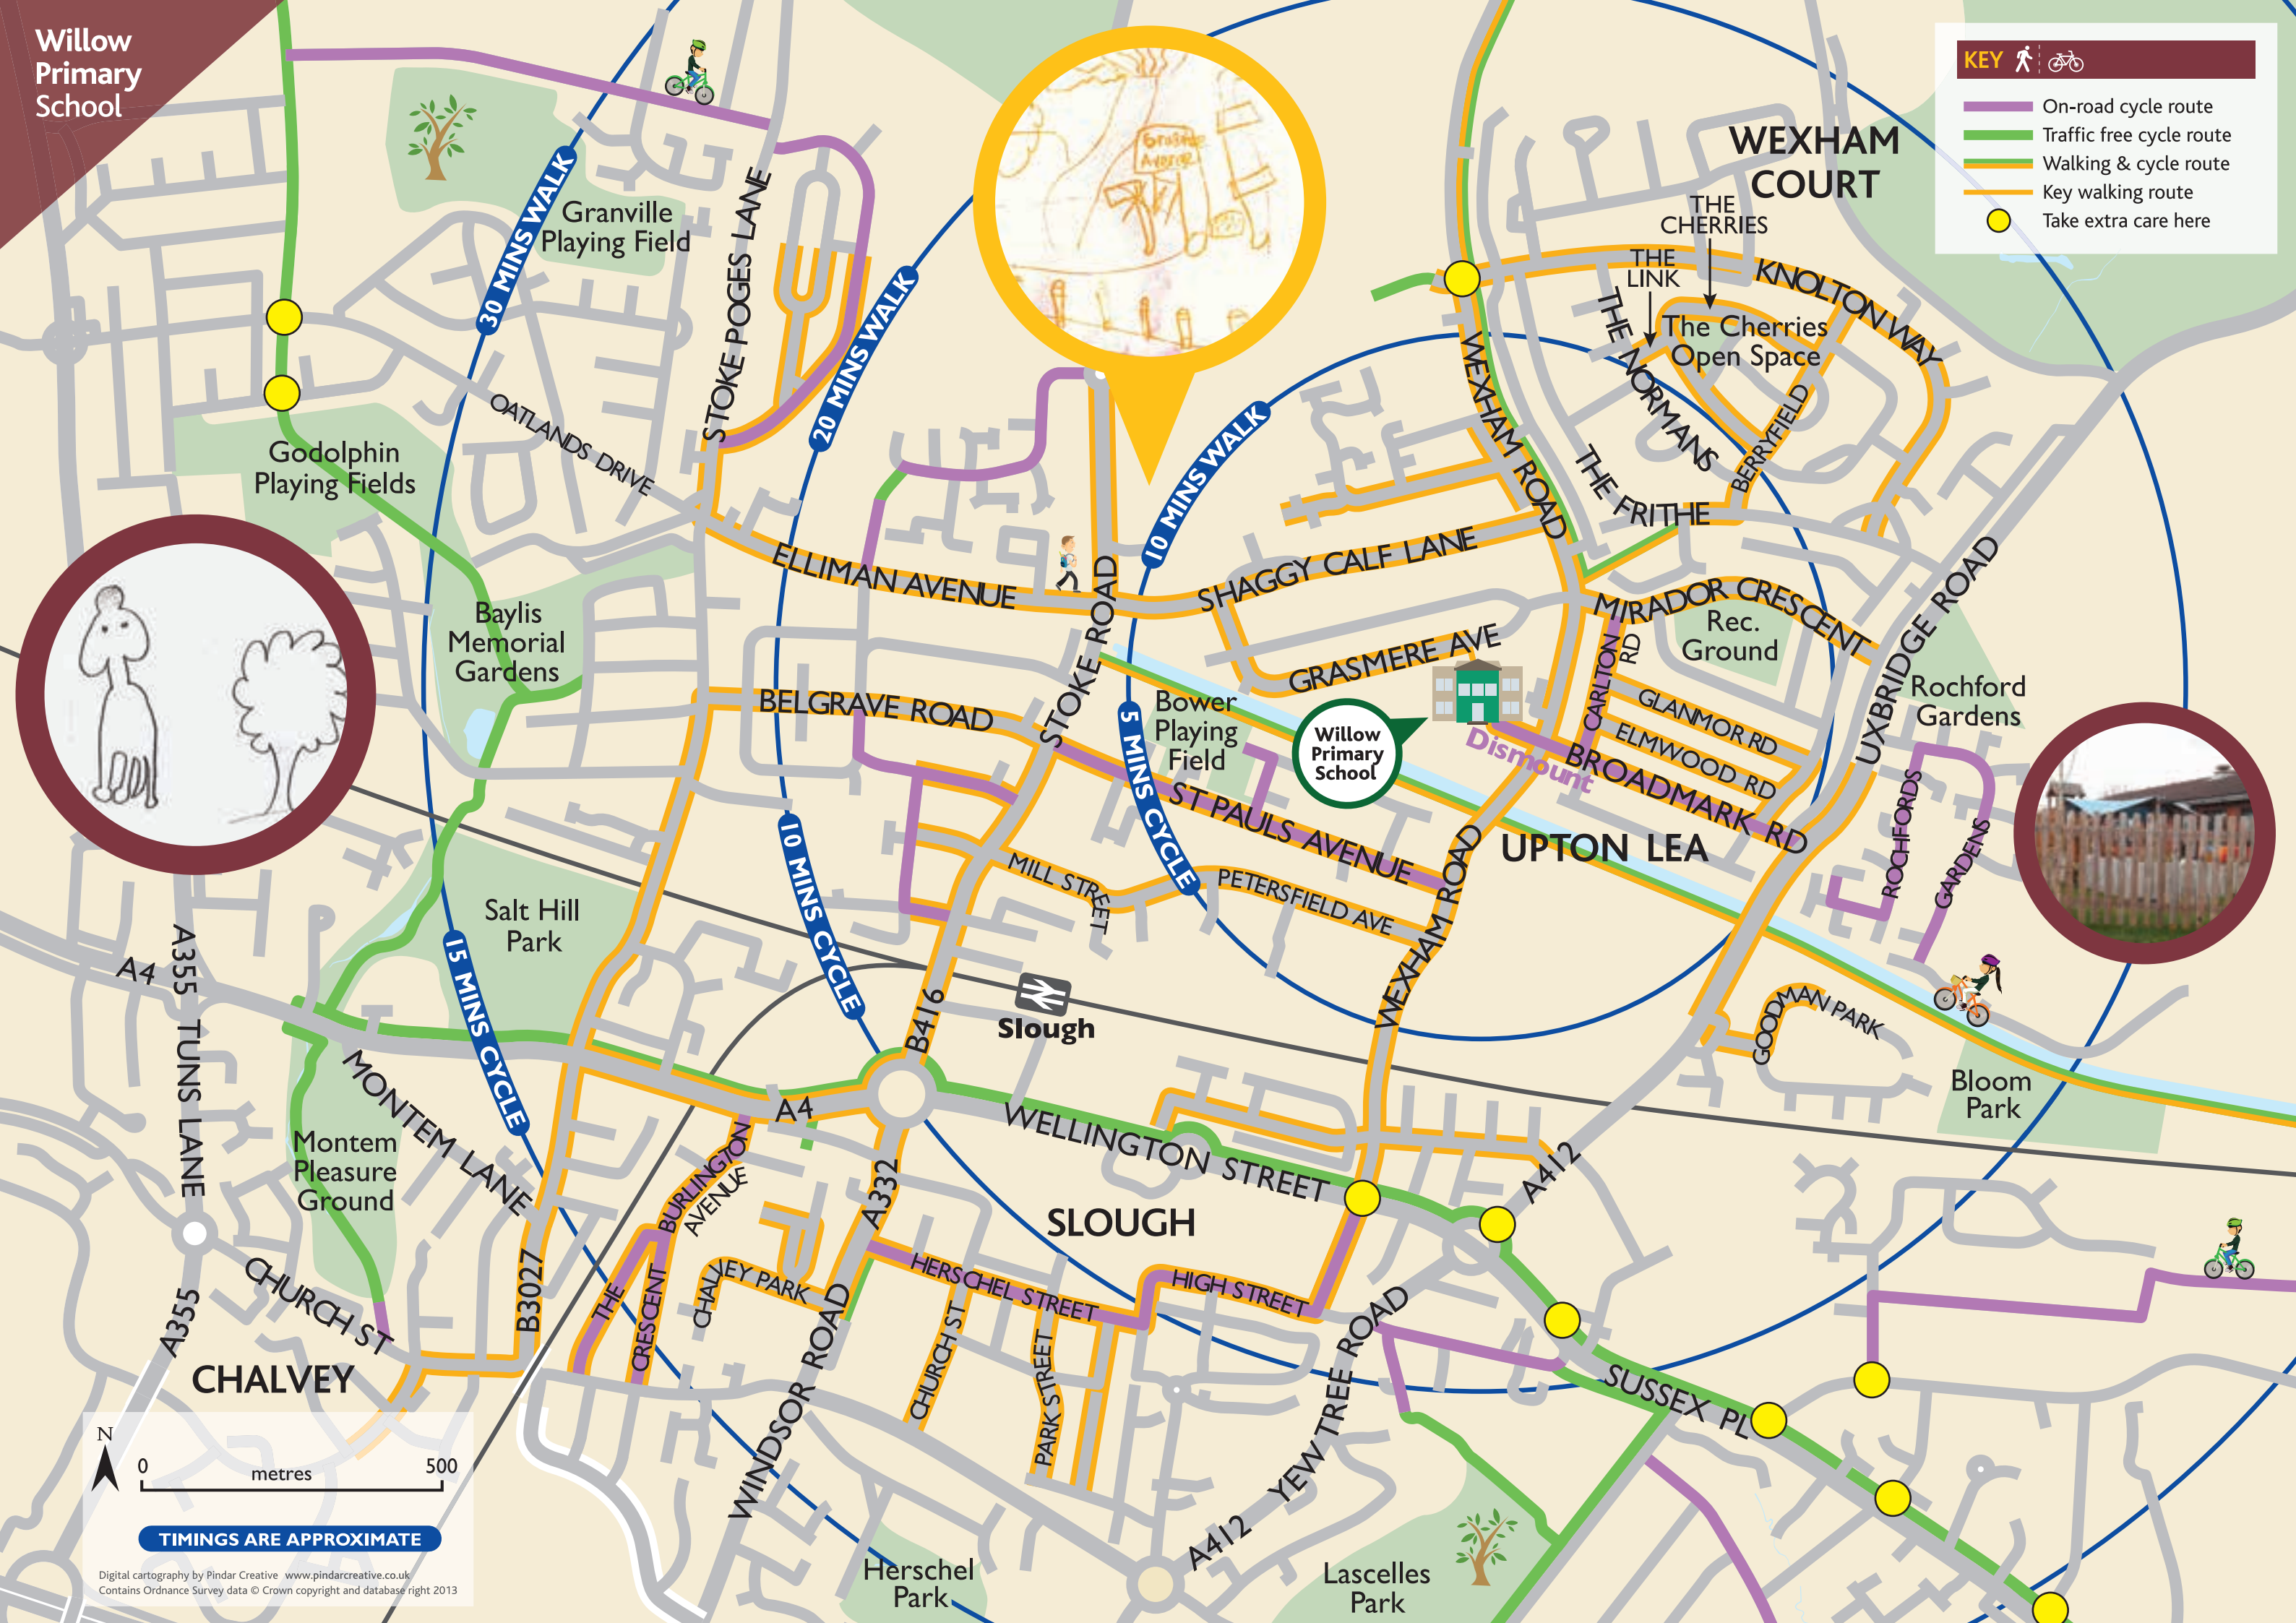 Willow
Primary
School
KEY
On-road cycle route
Traffic free cycle route
Walking & cycle route
Key walking route
Take extra care here
WEXHAM
COURT
THE
CHERRIES
THE
LINK
KNOLTON WAY
The Cherries
Open Space
THE NORMANS
BERRYFIELD
THE FRITHE
WEXHAM ROAD
Grasmere
Avenue
Granville
Playing Field
30 MINS WALK
20 MINS WALK
10 MINS WALK
STOKE POGES LANE
OATLANDS DRIVE
Godolphin
Playing Fields
ELLIMAN AVENUE
STOKE ROAD
SHAGGY CALF LANE
MIRADOR CRESCENT
Rec.
Ground
UXBRIDGE ROAD
Baylis
Memorial
Gardens
GRASMERE AVE
CARLTON
RD
GLANMOR RD
ELMWOOD RD
BROADMARK RD
Dismount
Rochford
Gardens
ROCHFORDS
GARDENS
BELGRAVE ROAD
STOKE ROAD
Bower
Playing
Field
Willow
Primary
School
5 MINS CYCLE
ST PAULS AVENUE
UPTON LEA
MILL STREET
PETERSFIELD AVE
WEXHAM ROAD
WEXHAM ROAD
10 MINS CYCLE
15 MINS CYCLE
Salt Hill
Park
A4
A355
TUNS LANE
B416
Slough
GOODMAN PARK
Bloom
Park
MONTEM LANE
A4
WELLINGTON STREET
Montem
Pleasure
Ground
BURLINGTON
AVENUE
A332
SLOUGH
A412
CHURCH ST
A355
B3027
THE
CRESCENT
CHALVEY PARK
HERSCHEL STREET
HIGH STREET
CHALVEY
WINDSOR ROAD
CHURCH ST
PARK STREET
YEW TREE ROAD
SUSSEX PL
A412
Herschel
Park
Lascelles
Park
N
0
metres
500
TIMINGS ARE APPROXIMATE
Digital cartography by Pindar Creative www.pindarcreative.co.uk
Contains Ordnance Survey data © Crown copyright and database right 2013